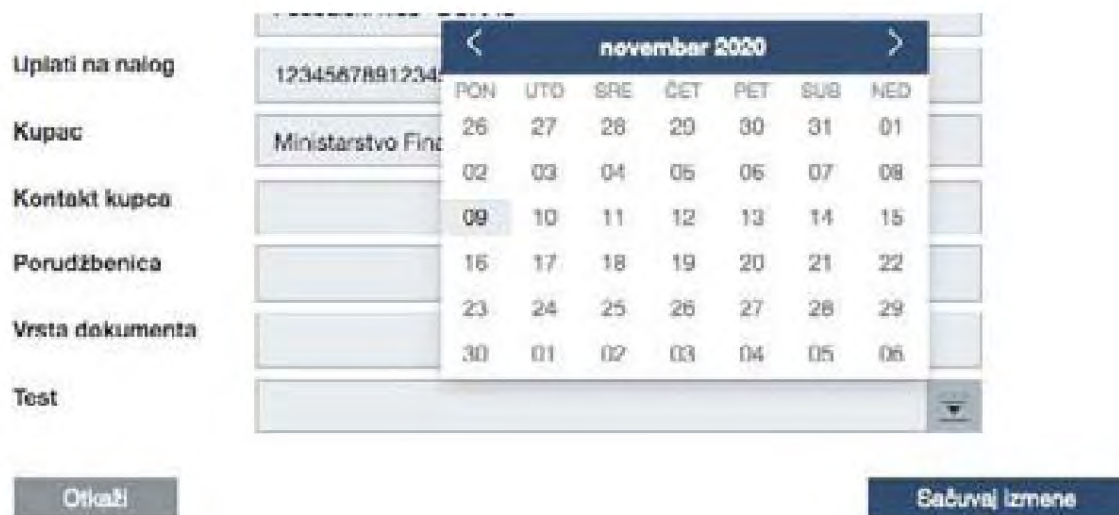 Uplati na nalog
12345678912345
Kupac
Ministarstvo Fina
Kontakt kupca
Porudžbenica
Vrsta dokumenta
Test
novembar 2020
PON UTO SRE ČET PET SUB NED
26 27 28 29 30 31 01
02 03 04 05 06 07 08
09 10 11 12 13 14 15
16 17 18 19 20 21 22
23 24 25 26 27 28 29
30 01 02 03 04 05 06
Otkaži
Sačuvaj izmene